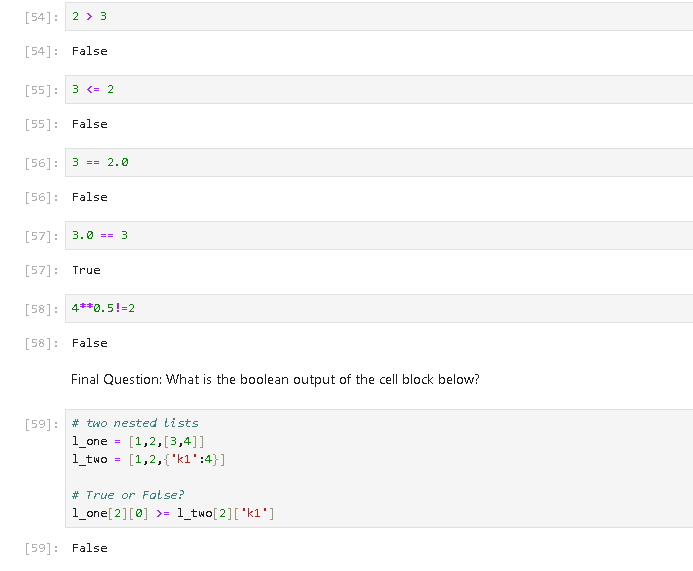 [54]: 2 > 3
[54]: False
[55]: 3 <= 2
[55]: False
[56]: 3 == 2.0
[56]: False
[57]: 3.0 == 3
[57]: True
[58]: 4**0.5!=2
[58]: False
Final Question: What is the boolean output of the cell block below?
[59]: # two nested lists
l_one = [1,2,[3,4]]
l_two = [1,2,{'k1':4}]
# True or False?
l_one[2][0] >= l_two[2]['k1']
[59]: False